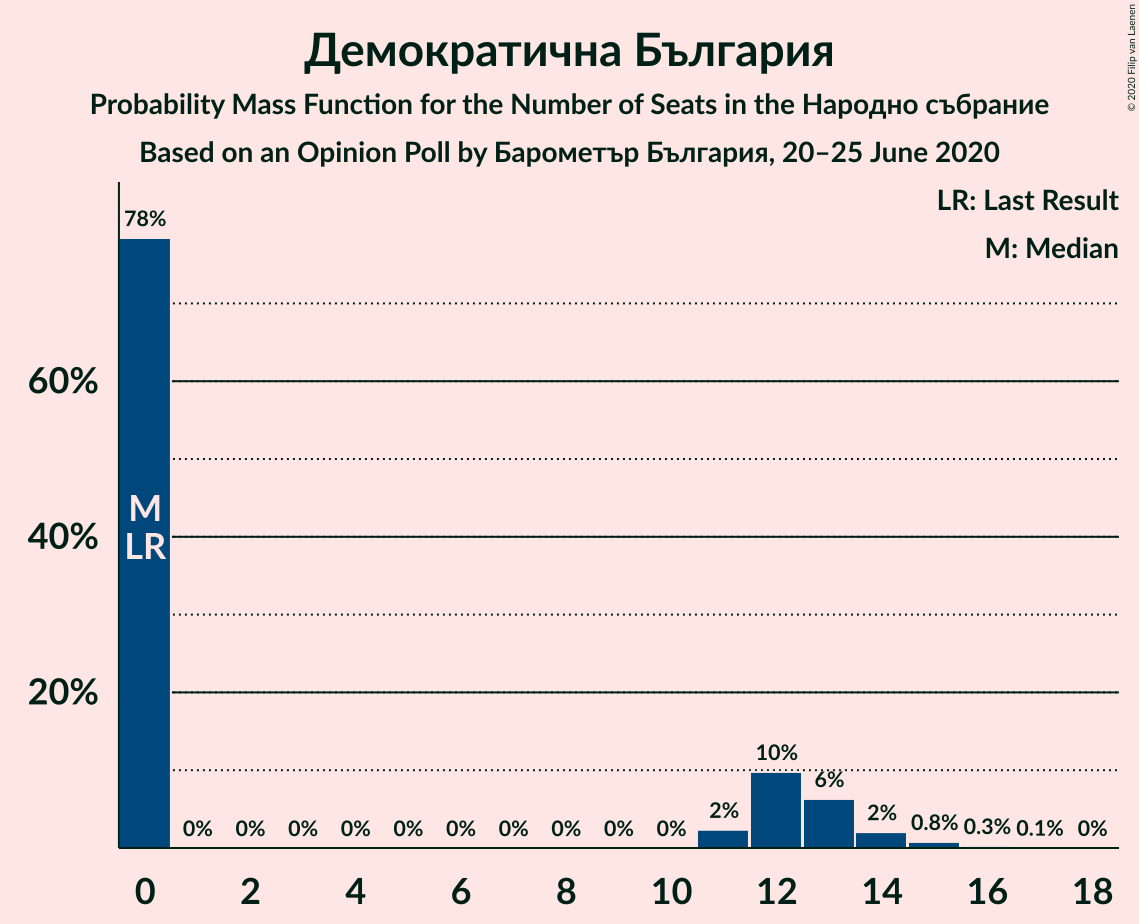 Демократична България
Probability Mass Function for the Number of Seats in the Народно събрание
Based on an Opinion Poll by Барометър България, 20–25 June 2020
© 2020 Filip van Laenen
LR: Last Result
M: Median
78%
60%
M
40%
LR
20%
10%
6%
2%
2%
0.8%
0.3%
0.1%
0%
0% 0% 0% 0% 0% 0% 0% 0% 0% 0%
0 2 4 6 8 10 12 14 16 18